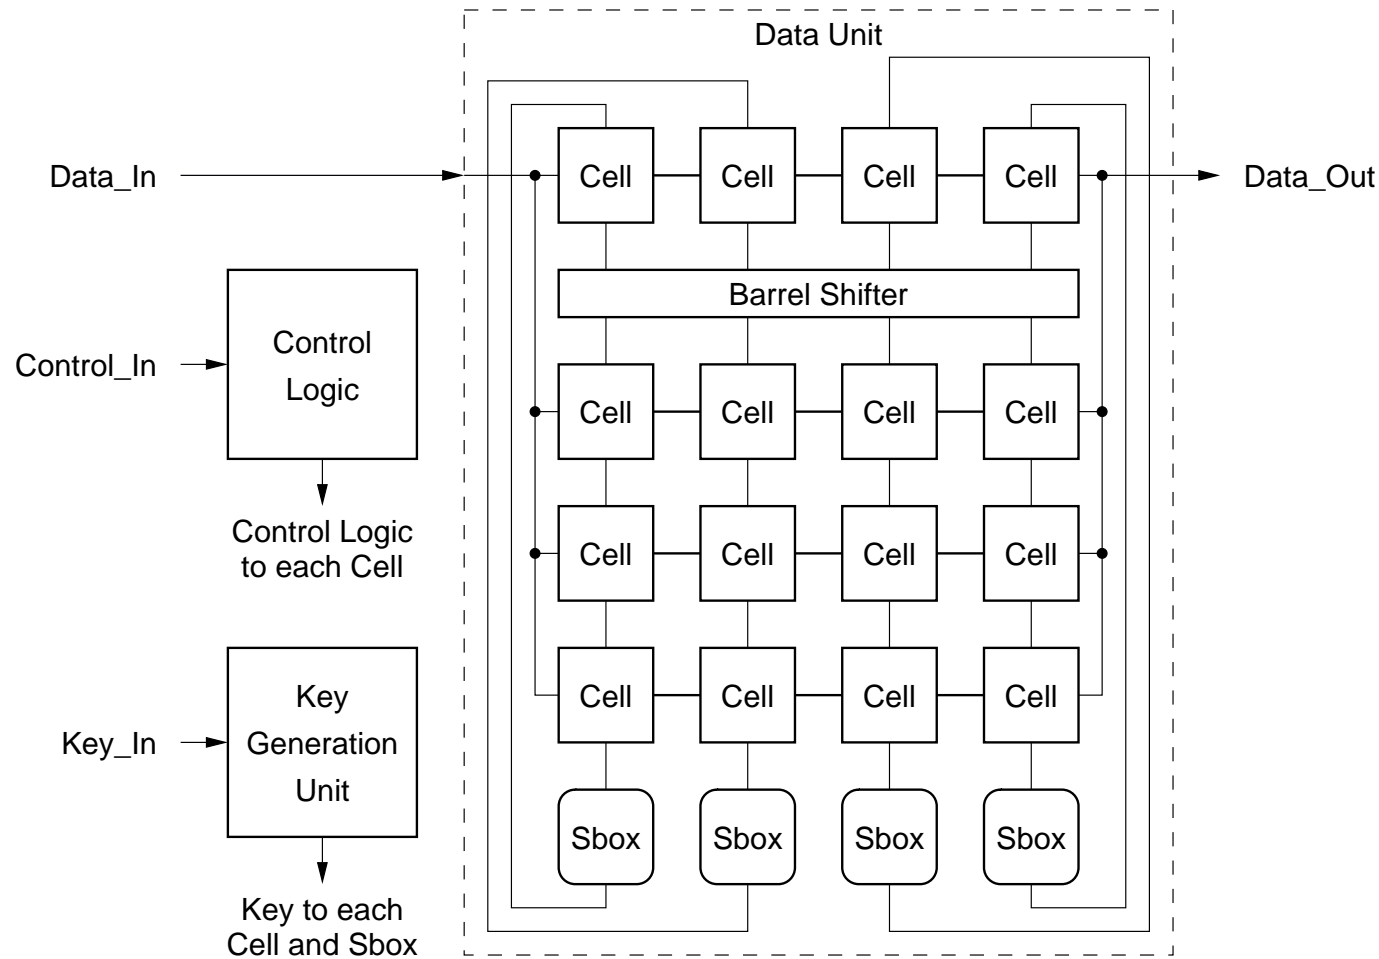 Data Unit
Data_In
Cell
Cell
Cell
Cell
Data_Out
Barrel Shifter
Control_In
Control
Logic
Cell
Cell
Cell
Cell
Control Logic
to each Cell
Cell
Cell
Cell
Cell
Key_In
Key
Generation
Unit
Cell
Cell
Cell
Cell
Sbox
Sbox
Sbox
Sbox
Key to each
Cell and Sbox